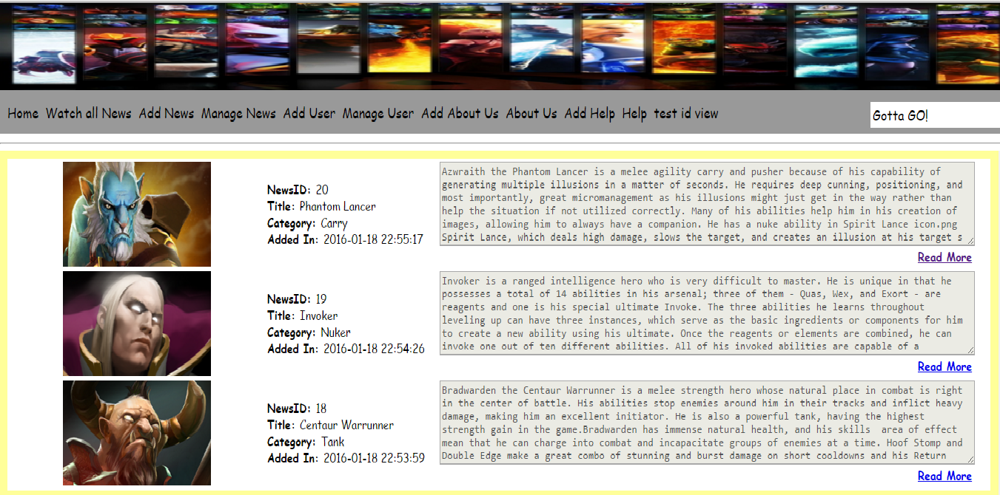 Home Watch all News Add News Manage News Add User Manage User Add About Us About Us Add Help Help test id view
Gotta GO!
NewsID: 20
Title: Phantom Lancer
Category: Carry
Added In: 2016-01-18 22:55:17
Azwraith the Phantom Lancer is a melee agility carry and pusher because of his capability of
generating multiple illusions in a matter of seconds. He requires deep cunning, positioning, and
most importantly, great micromanagement as his illusions might just get in the way rather than
help the situation if not utilized correctly. Many of his abilities help him in his creation of
images, allowing him to always have a companion. He has a nuke ability in Spirit Lance icon.png
Spirit Lance, which deals high damage, slows the target, and creates an illusion at his target s
Read More
NewsID: 19
Title: Invoker
Category: Nuker
Added In: 2016-01-18 22:54:26
Invoker is a ranged intelligence hero who is very difficult to master. He is unique in that he
possesses a total of 14 abilities in his arsenal; three of them - Quas, Wex, and Exort - are
reagents and one is his special ultimate Invoke. The three abilities he learns throughout
leveling up can have three instances, which serve as the basic ingredients or components for him
to create a new ability using his ultimate. Once the reagents or elements are combined, he can
invoke one out of ten different abilities. All of his invoked abilities are capable of a
Read More
NewsID: 18
Title: Centaur Warrunner
Category: Tank
Added In: 2016-01-18 22:53:59
Bradwarden the Centaur Warrunner is a melee strength hero whose natural place in combat is right
in the center of battle. His abilities stop enemies around him in their tracks and inflict heavy
damage, making him an excellent initiator. He is also a powerful tank, having the highest
strength gain in the game.Bradwarden has immense natural health, and his skills  area of effect
mean that he can charge into combat and incapacitate groups of enemies at a time. Hoof Stomp and
Double Edge make a great combo of stunning and burst damage on short cooldowns and his Return
Read More